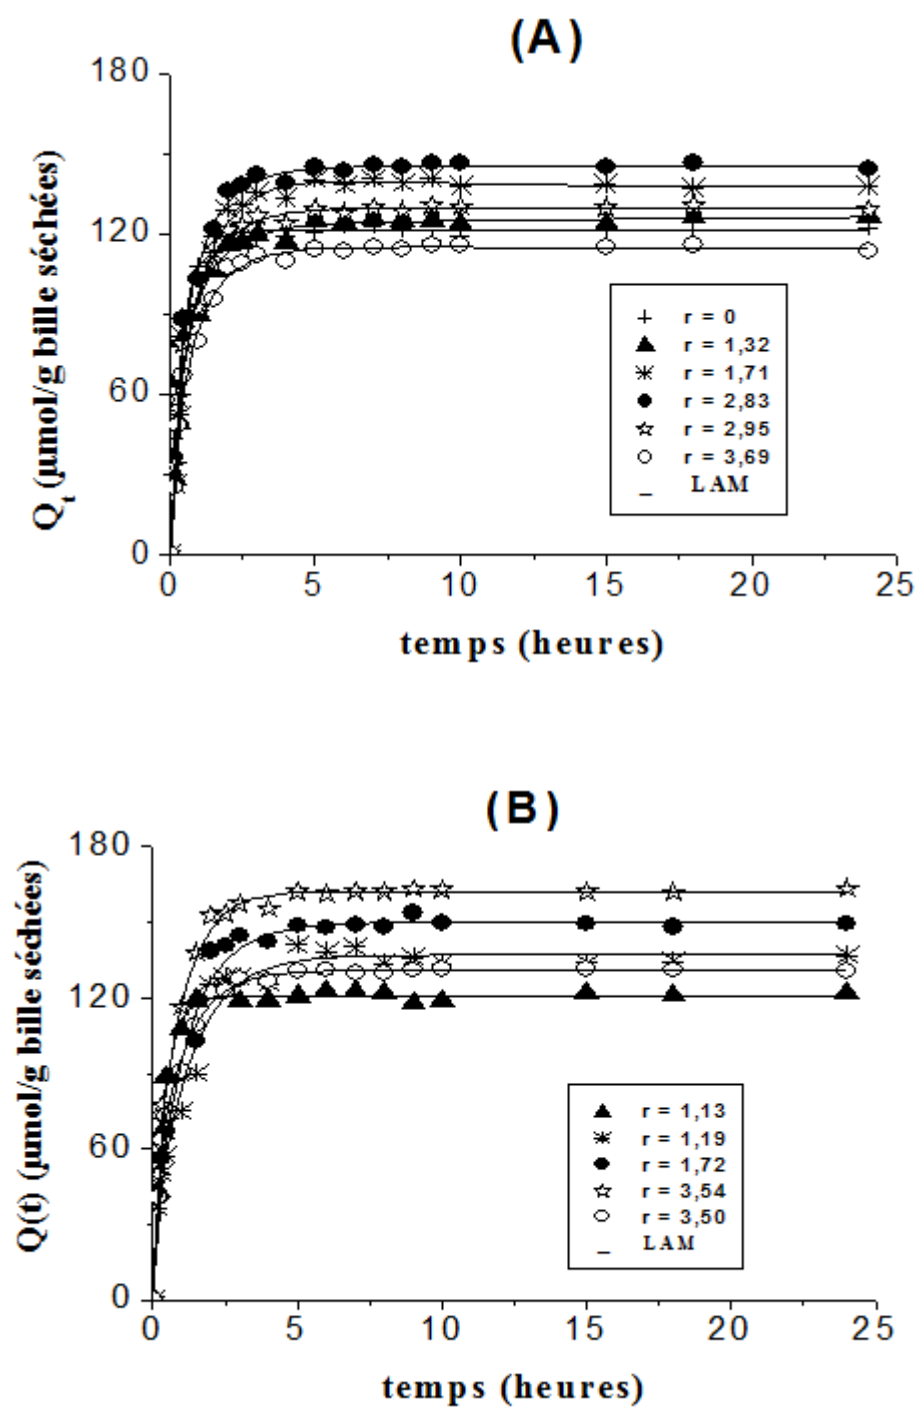 (A)
180
120
60
0
Qt (µmol/g bille séchées)
r = 0
r = 1,32
r = 1,71
r = 2,83
r = 2,95
r = 3,69
LAM
0 5 10 15 20 25
temps (heures)
(B)
180
120
60
0
Q(t) (µmol/g bille séchées)
r = 1,13
r = 1,19
r = 1,72
r = 3,54
r = 3,50
LAM
0 5 10 15 20 25
temps (heures)